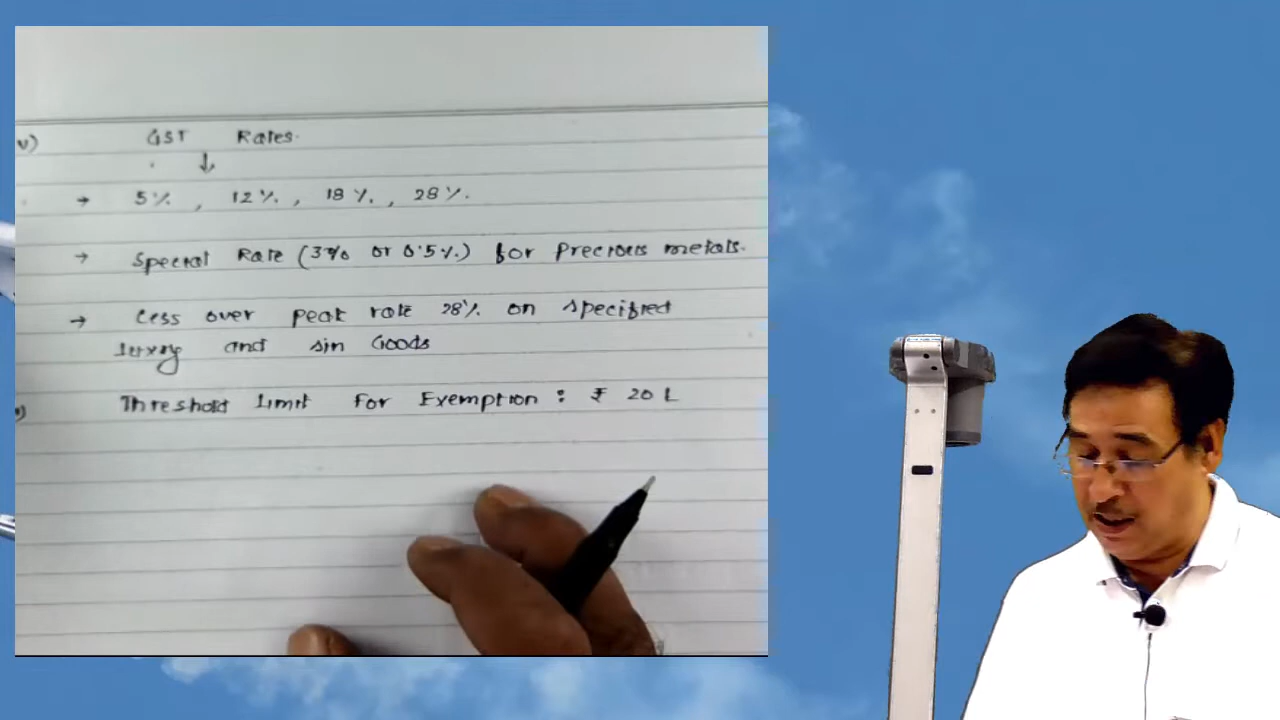 v) GST Rates.
↓
→ 5%, 12%, 18%, 28%.
→ Special Rate (3% or 0.5%) for precious metals.
→ Cess over peak rate 28% on specified
luxury and sin Goods
Threshold Limit For Exemption : ₹ 20 L